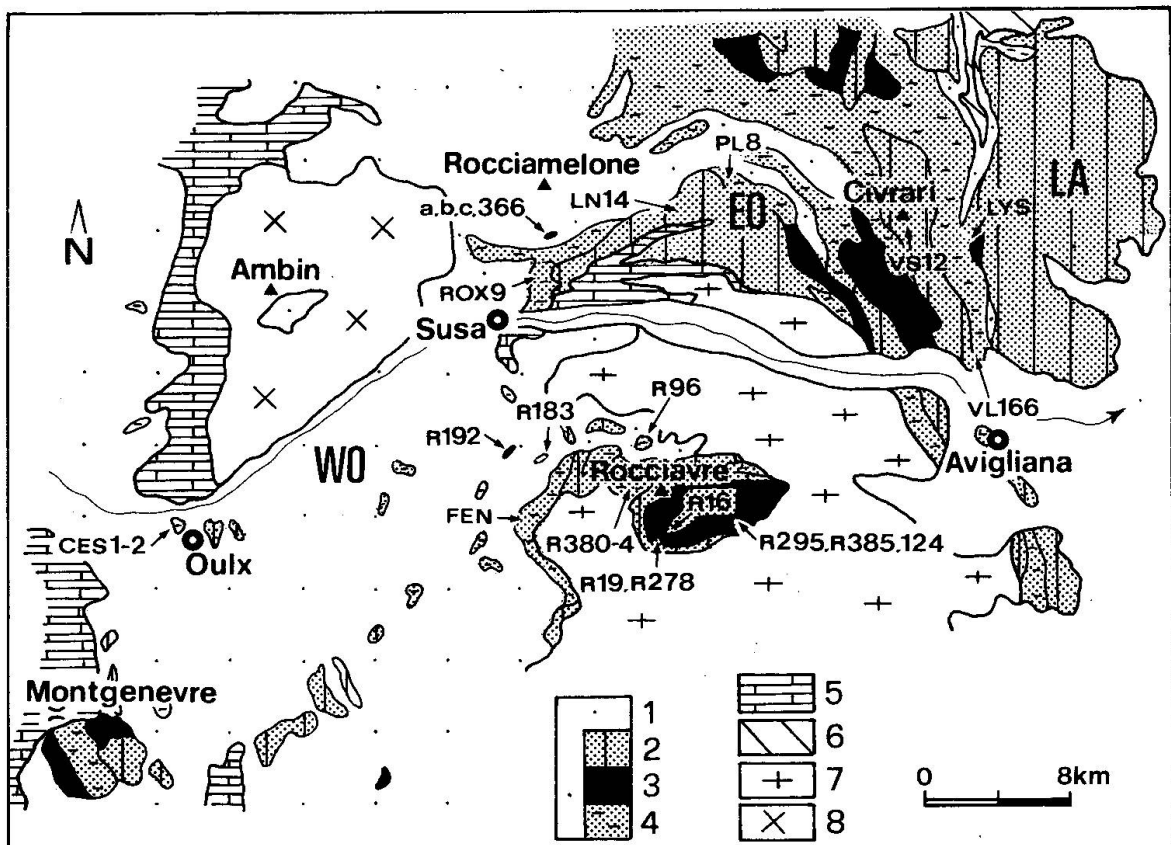 Rocciamelone
PL8
a.b.c.366
LN14
EO
Civrari
LYS
LA
N
Ambin
ROX9
VS12
Susa
R183
R96
VL166
R192
WO
Avigliana
Rocciavre
R16
FEN
CES1-2
Oulx
R380-4
R295.R385.124
R19.R278
Montgenevre
1
2
3
4
5
6
7
8
0 8km